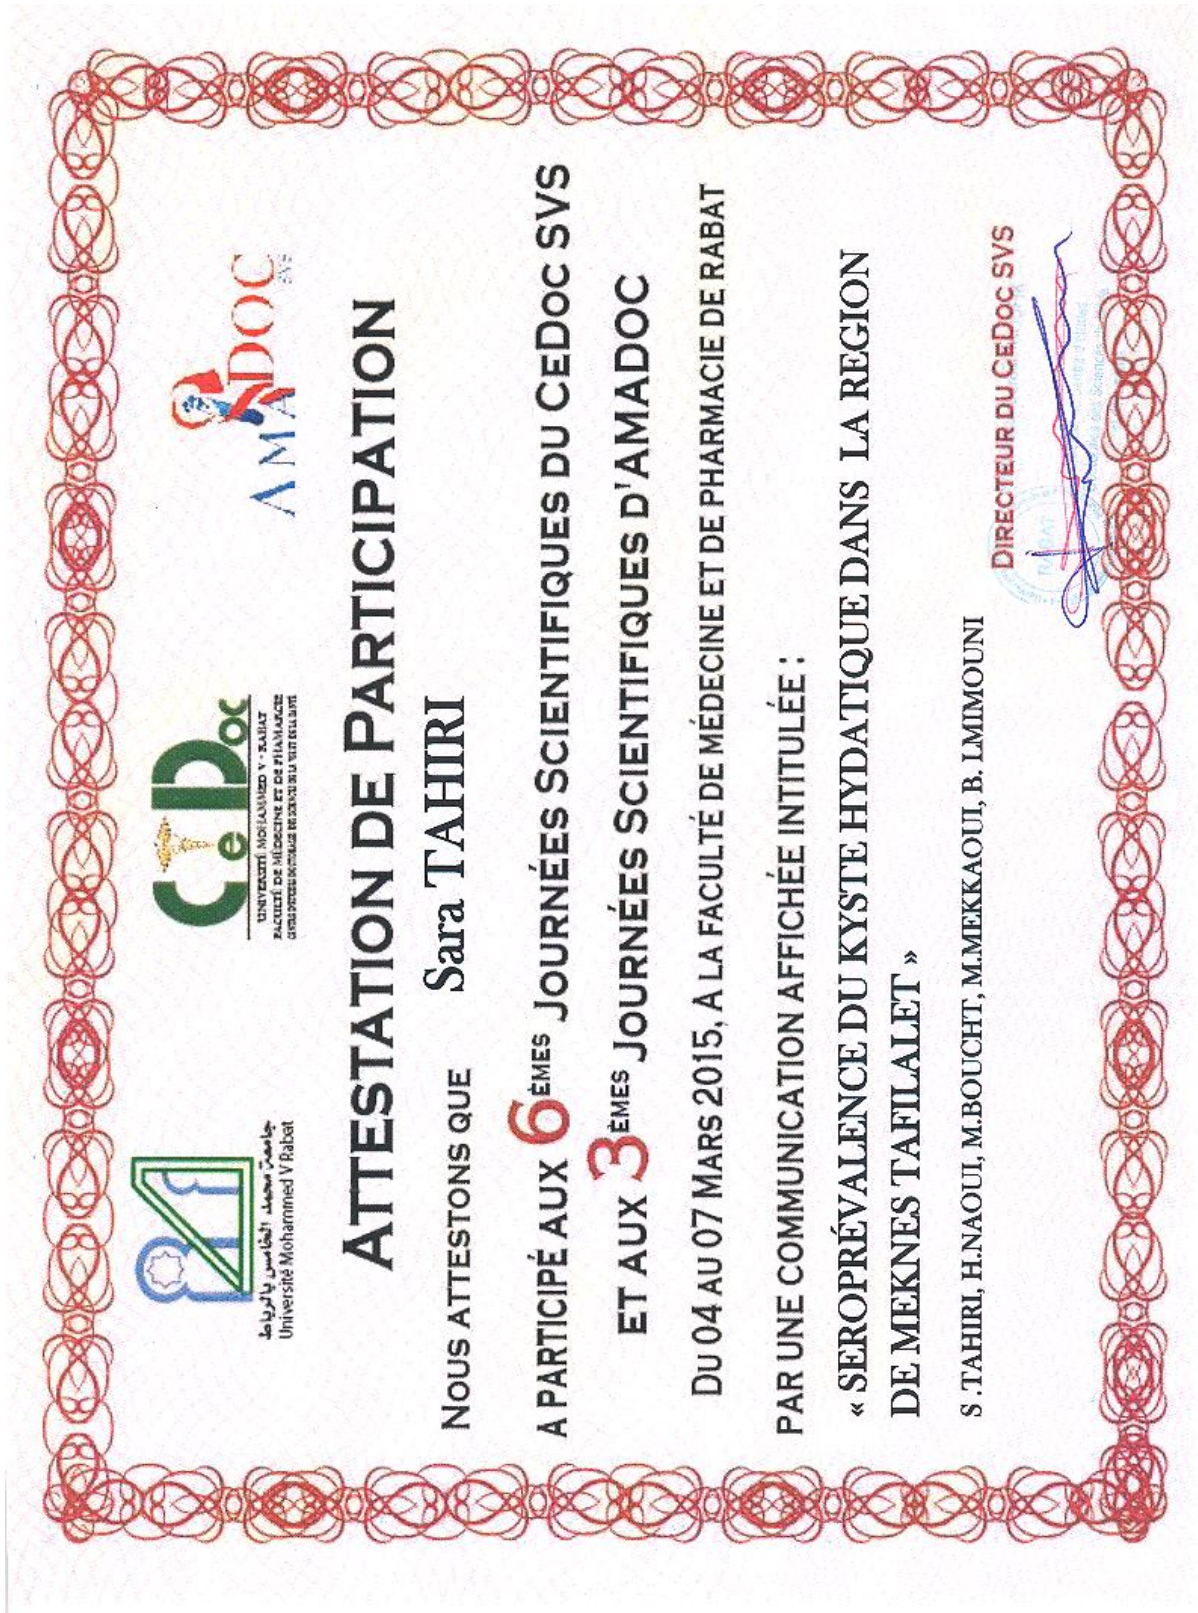 جامعة محمد الخامس بالرباط
Université Mohammed V Rabat
CeDoc
UNIVERSITÉ MOHAMMED V - RABAT
FACULTÉ DE MÉDECINE ET DE PHARMACIE
AMADOC
SVS
ATTESTATION DE PARTICIPATION
NOUS ATTESTONS QUE Sara TAHIRI
A PARTICIPÉ AUX 6ÈMES JOURNÉES SCIENTIFIQUES DU CEDOC SVS
ET AUX 3ÈMES JOURNÉES SCIENTIFIQUES D'AMADOC
DU 04 AU 07 MARS 2015, A LA FACULTÉ DE MÉDECINE ET DE PHARMACIE DE RABAT
PAR UNE COMMUNICATION AFFICHÉE INTITULÉE :
« SEROPRÉVALENCE DU KYSTE HYDATIQUE DANS LA REGION
DE MEKNES TAFILALET »
S .TAHIRI, H.NAOUI, M.BOUCHT, M.MEKKAOUI, B. LMIMOUNI
DIRECTEUR DU CEDOC SVS
RABAT